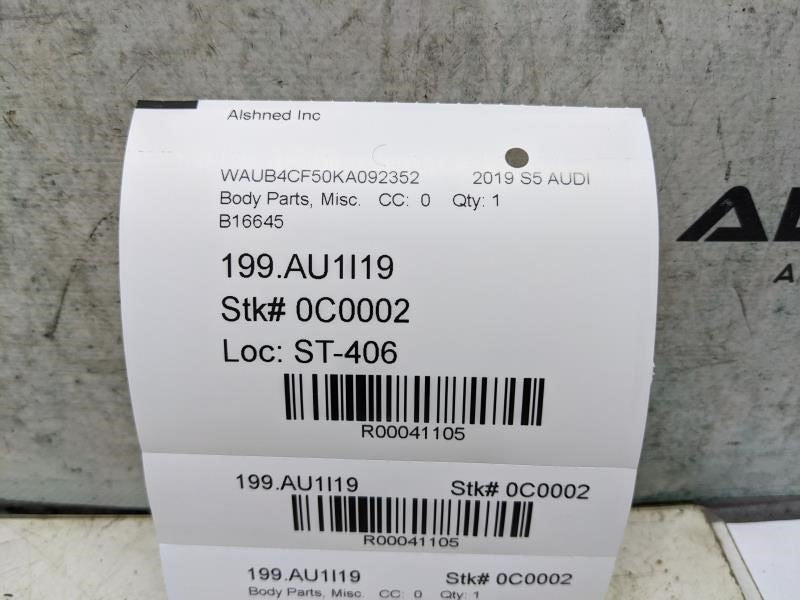 Alshned Inc
WAUB4CF50KA092352 2019 S5 AUDI
Body Parts, Misc. CC: 0 Qty: 1
B16645
199.AU1I19
Stk# 0C0002
Loc: ST-406
R00041105
199.AU1I19 Stk# 0C0002
R00041105
199.AU1I19 Stk# 0C0002
Body Parts, Misc. CC: 0 Qty: 1